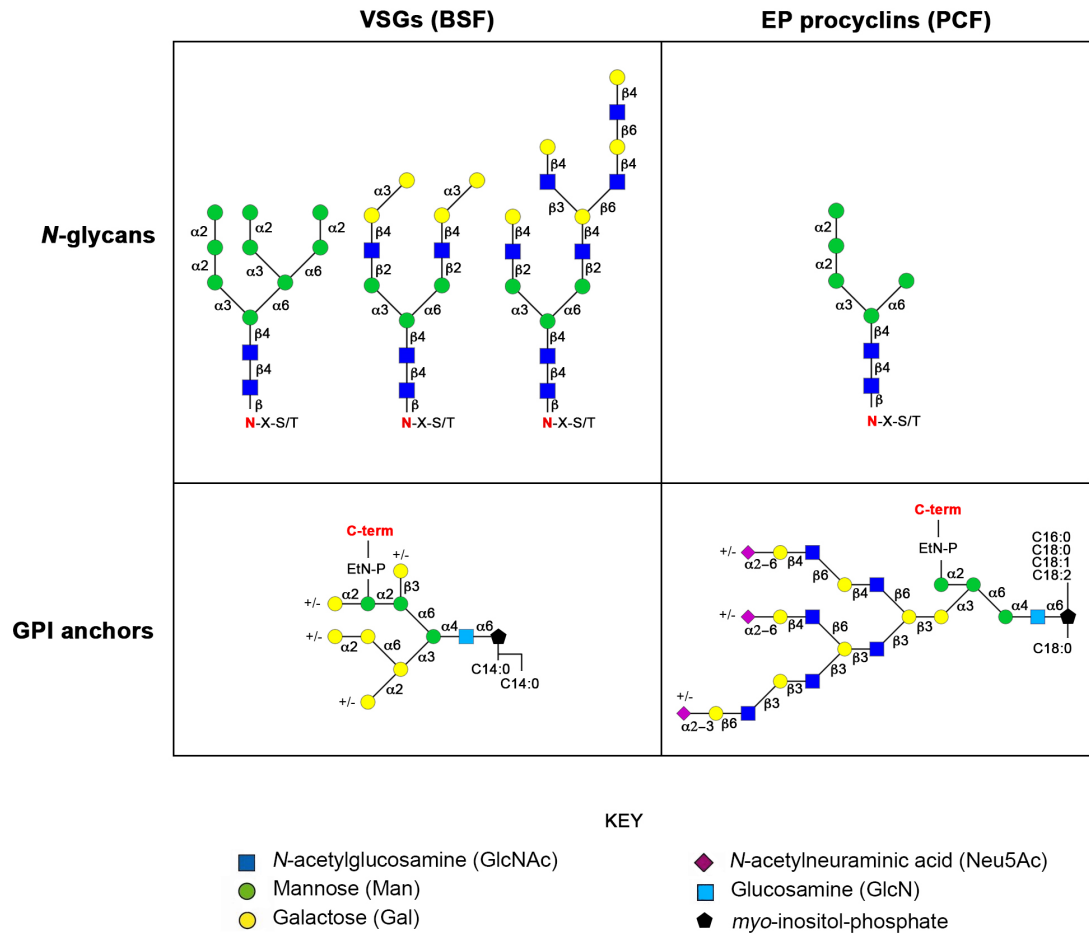 VSGs (BSF)
EP procyclins (PCF)
N-glycans
β4
β6
β4
β4
β3
β6
α3
α3
α2
α2
α2
β4
β4
β4
β4
α2
α3
α6
β2
β2
β2
β2
α3
α6
α3
α6
α3
α6
β4
β4
β4
β4
β4
β4
β
N-X-S/T
N-X-S/T
N-X-S/T
α2
α2
α3
α6
β4
β4
β
N-X-S/T
GPI anchors
C-term
EtN-P
+/-
β3
+/-
α2
α2
α6
+/-
α2
α6
α4
α6
α3
α2
+/-
C14:0
C14:0
C-term
EtN-P
C16:0
C18:0
C18:1
C18:2
+/-
α2–6
β4
β6
β4
β6
α2
α3
α6
α4
α6
C18:0
+/-
α2–6
β4
β6
β3
β3
β3
β3
β3
+/-
α2–3
β6
KEY
N-acetylglucosamine (GlcNAc)
Mannose (Man)
Galactose (Gal)
N-acetylneuraminic acid (Neu5Ac)
Glucosamine (GlcN)
myo-inositol-phosphate